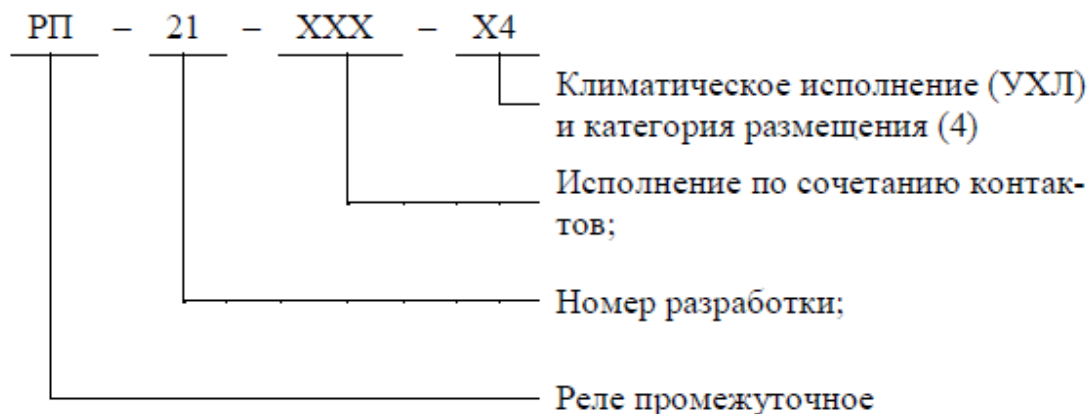 РП – 21 – ХХХ – Х4
Климатическое исполнение (УХЛ)
и категория размещения (4)
Исполнение по сочетанию контак-
тов;
Номер разработки;
Реле промежуточное